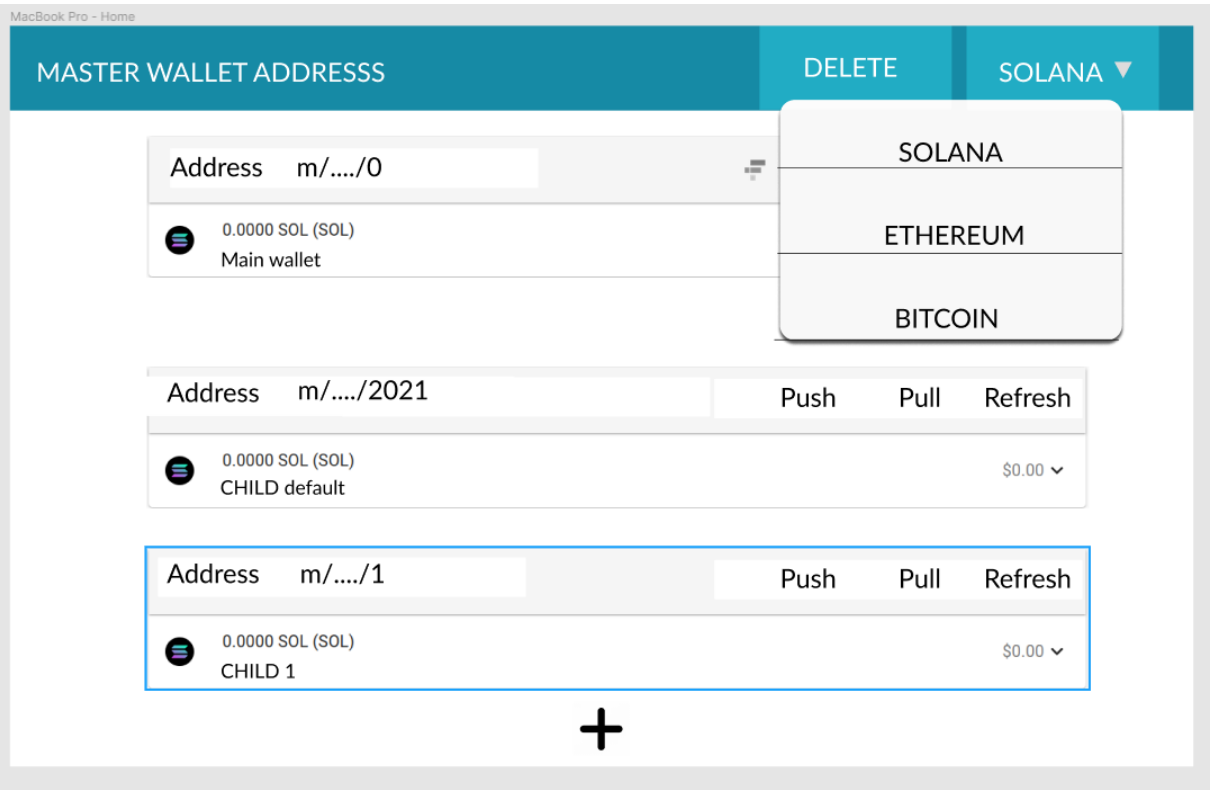 MacBook Pro - Home
MASTER WALLET ADDRESSS
DELETE
SOLANA
SOLANA
ETHEREUM
BITCOIN
Address m/..../0
0.0000 SOL (SOL)
Main wallet
Address m/..../2021 Push Pull Refresh
0.0000 SOL (SOL) $0.00
CHILD default
Address m/..../1 Push Pull Refresh
0.0000 SOL (SOL) $0.00
CHILD 1